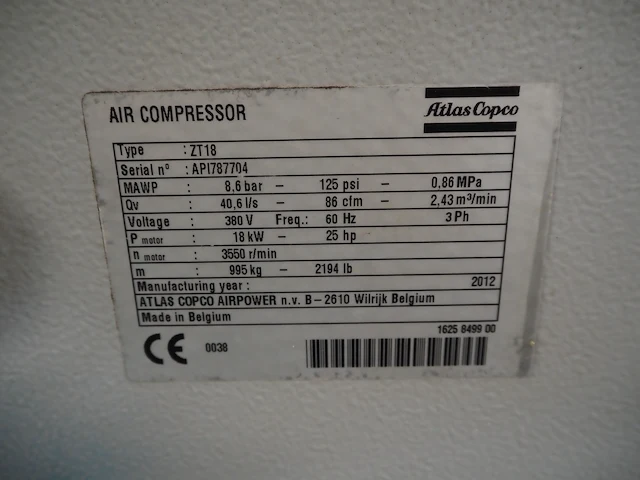 AIR COMPRESSOR
Atlas Copco
Type : ZT18
Serial n° : API787704
MAWP : 8,6 bar – 125 psi – 0,86 MPa
Qv : 40,6 l/s – 86 cfm – 2,43 m³/min
Voltage : 380 V Freq.: 60 Hz 3 Ph
P motor : 18 kW – 25 hp
n motor : 3550 r/min
m : 995 kg – 2194 lb
Manufacturing year : 2012
ATLAS COPCO AIRPOWER n.v. B – 2610 Wilrijk Belgium
Made in Belgium
1625 8499 00
CE 0038